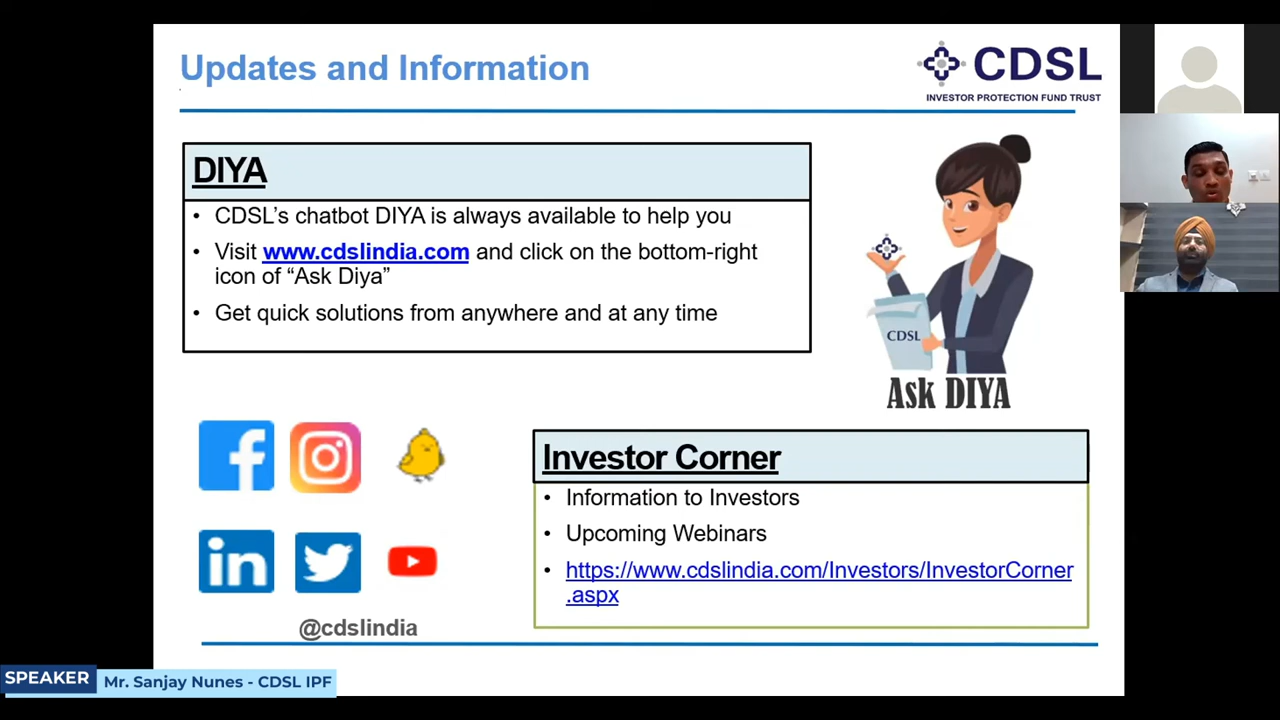 Updates and Information
CDSL
INVESTOR PROTECTION FUND TRUST
DIYA
• CDSL’s chatbot DIYA is always available to help you
• Visit www.cdslindia.com and click on the bottom-right
icon of “Ask Diya”
• Get quick solutions from anywhere and at any time
CDSL
Ask DIYA
Investor Corner
• Information to Investors
• Upcoming Webinars
• https://www.cdslindia.com/Investors/InvestorCorner
.aspx
@cdslindia
SPEAKER
Mr. Sanjay Nunes - CDSL IPF